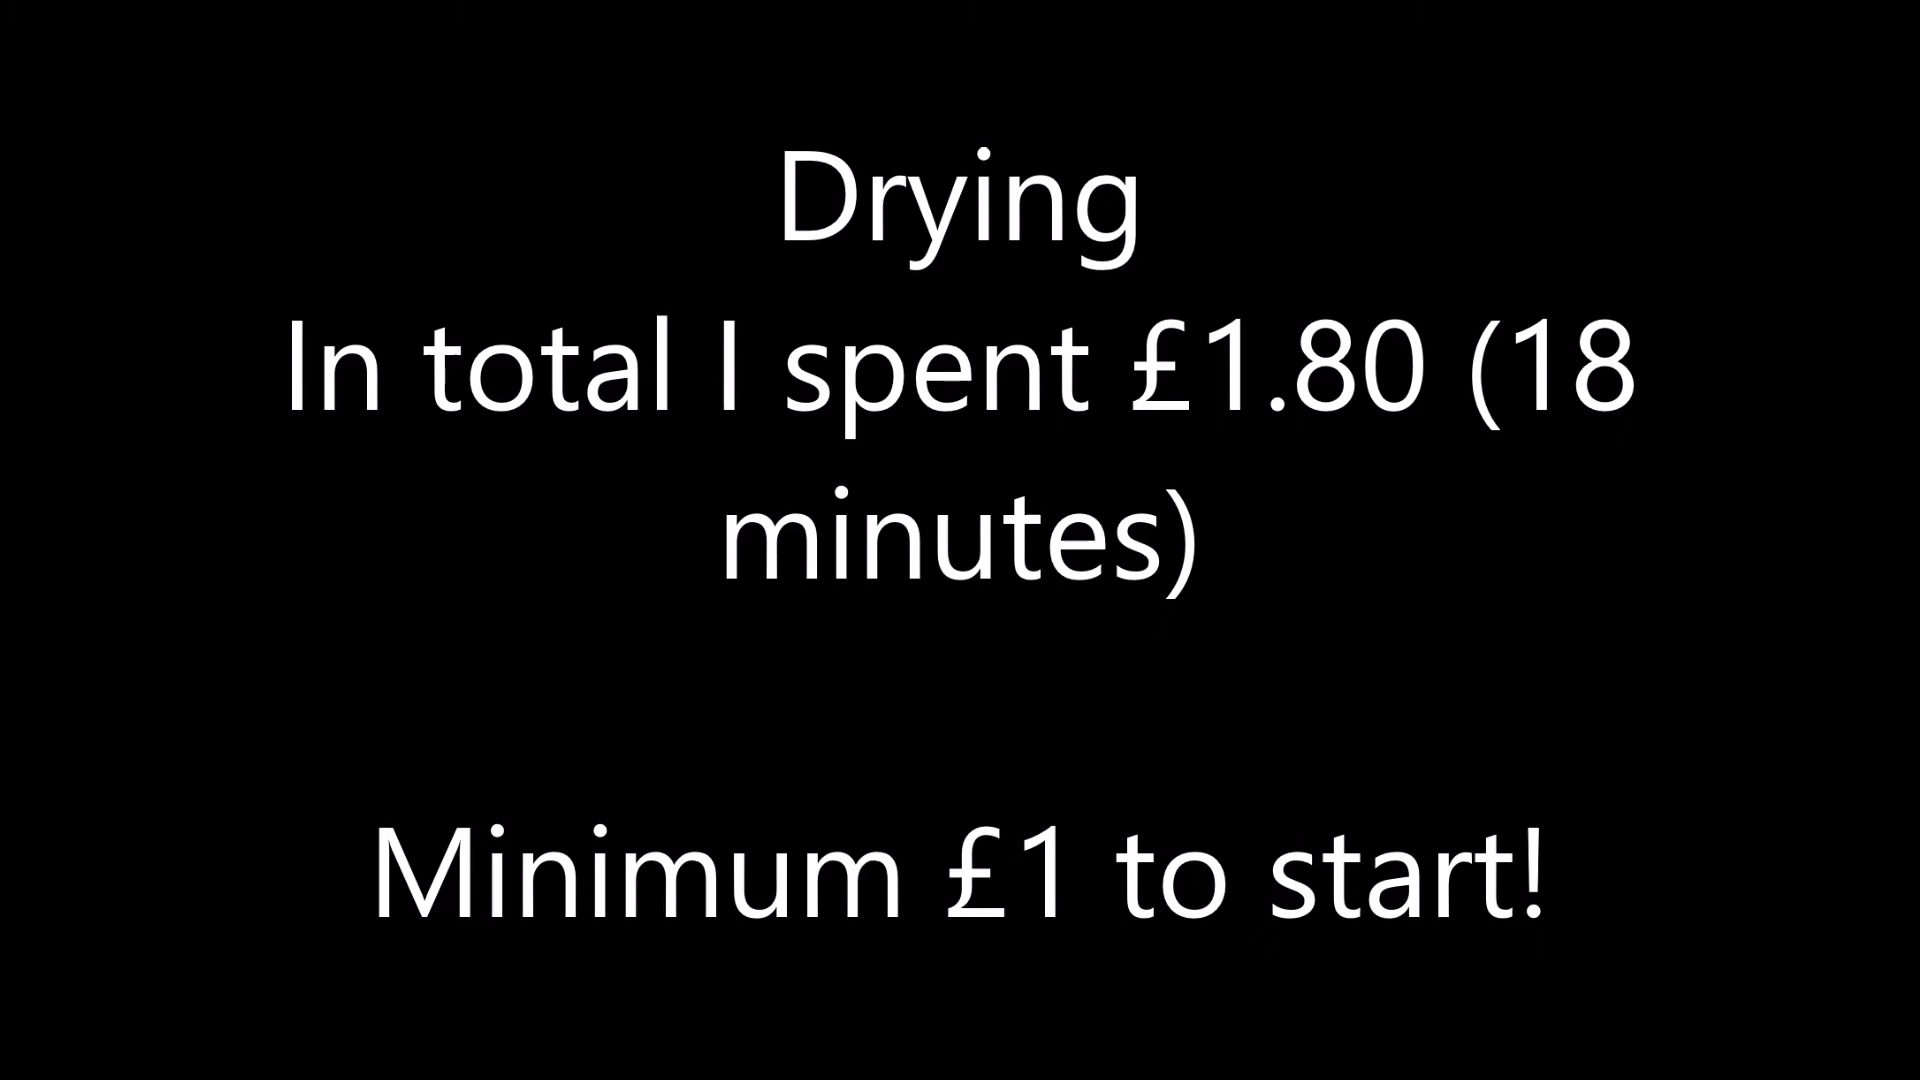 Drying
In total I spent £1.80 (18
minutes)
Minimum £1 to start!